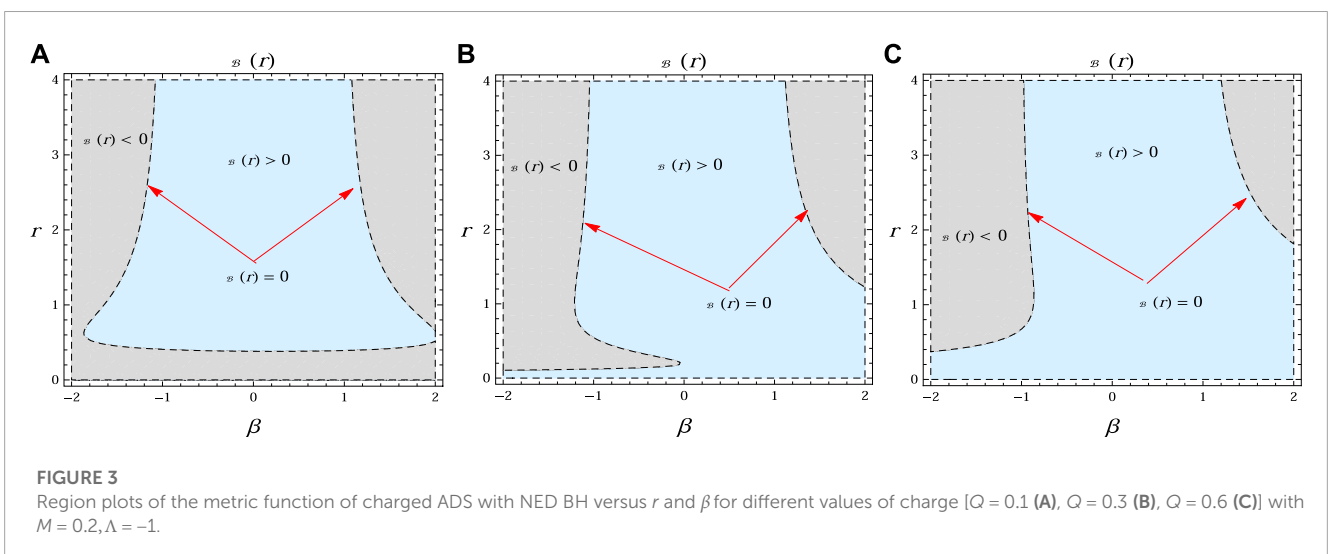 A
ℬ (r)
4
3
2
1
0
r
ℬ (r) < 0
ℬ (r) > 0
ℬ (r) = 0
−2
−1
0
1
2
β
B
ℬ (r)
4
3
2
1
0
r
ℬ (r) < 0
ℬ (r) > 0
ℬ (r) = 0
−2
−1
0
1
2
β
C
ℬ (r)
4
3
2
1
0
r
ℬ (r) > 0
ℬ (r) < 0
ℬ (r) = 0
−2
−1
0
1
2
β
FIGURE 3
Region plots of the metric function of charged ADS with NED BH versus r and β for different values of charge [Q = 0.1 (A), Q = 0.3 (B), Q = 0.6 (C)] with
M = 0.2, Λ = –1.